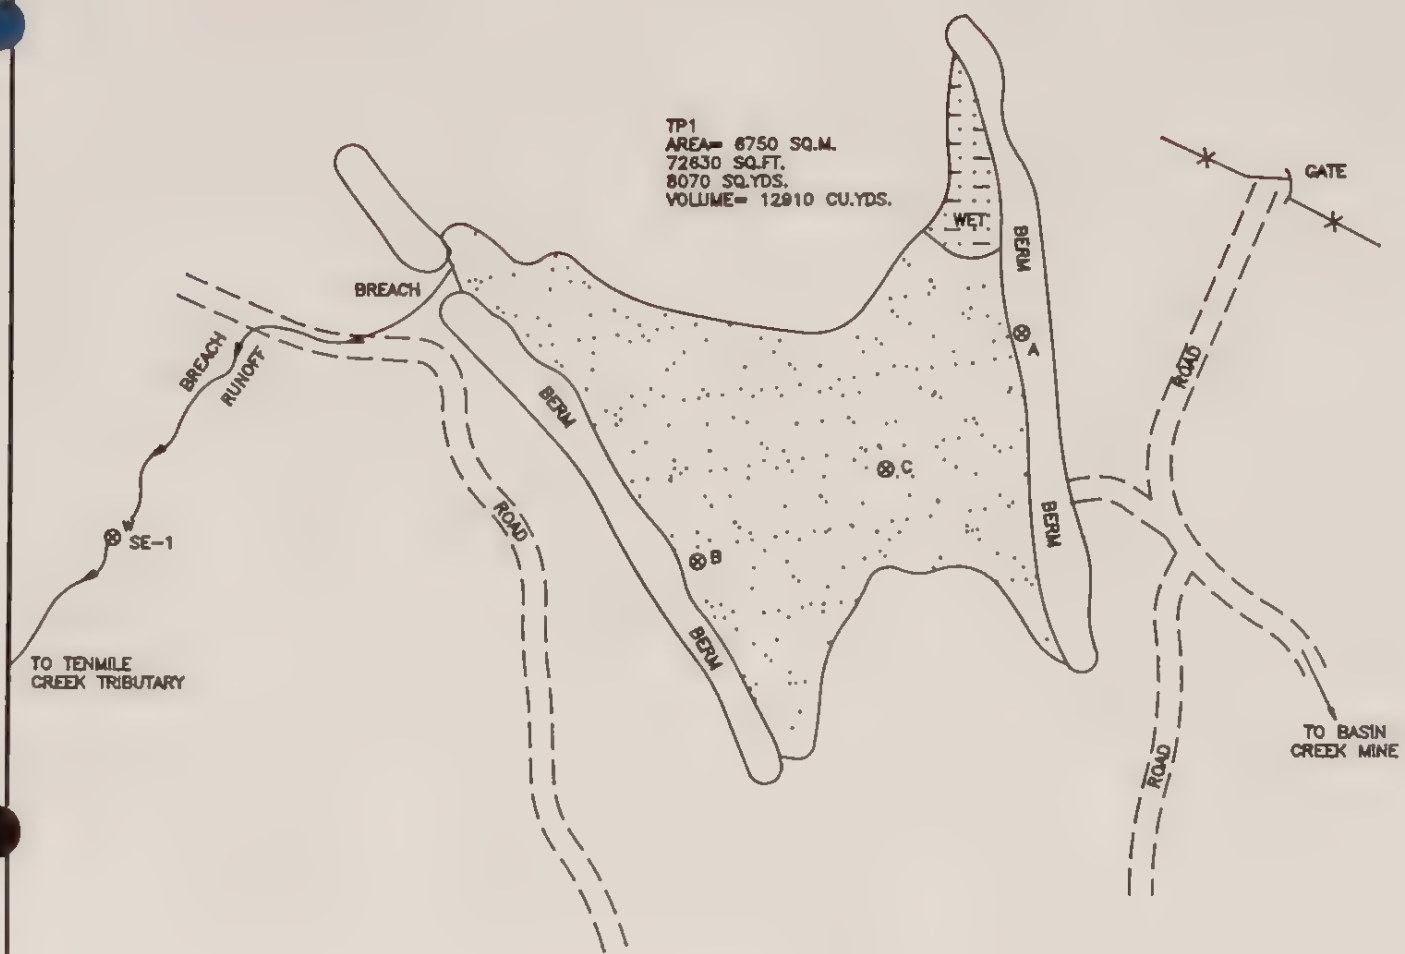 TP1
AREA= 6750 SQ.M.
72630 SQ.FT.
8070 SQ.YDS.
VOLUME= 12910 CU.YDS.
GATE
WET
BERM
BREACH
A
ROAD
BREACH
RUNOFF
BERM
C
ROAD
BERM
SE-1
B
BERM
TO TENMILE
CREEK TRIBUTARY
TO BASIN
CREEK MINE
ROAD